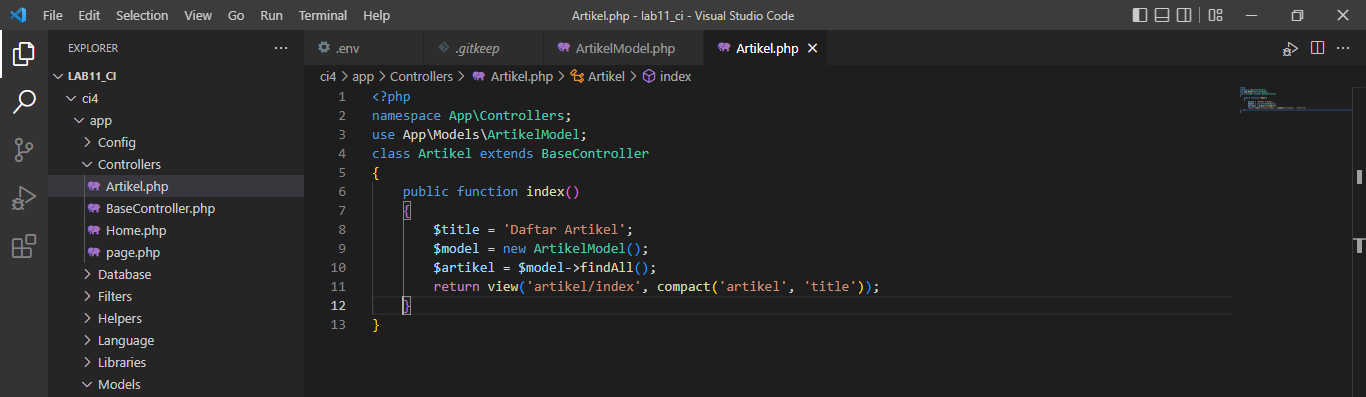 File Edit Selection View Go Run Terminal Help Artikel.php - lab11_ci - Visual Studio Code
EXPLORER ···
LAB11_CI
ci4
app
Config
Controllers
Artikel.php
BaseController.php
Home.php
page.php
Database
Filters
Helpers
Language
Libraries
Models
.env .gitkeep ArtikelModel.php Artikel.php
ci4 > app > Controllers > Artikel.php > Artikel > index
1 <?php
2 namespace App\Controllers;
3 use App\Models\ArtikelModel;
4 class Artikel extends BaseController
5 {
6     public function index()
7     {
8         $title = 'Daftar Artikel';
9         $model = new ArtikelModel();
10         $artikel = $model->findAll();
11         return view('artikel/index', compact('artikel', 'title'));
12     }
13 }